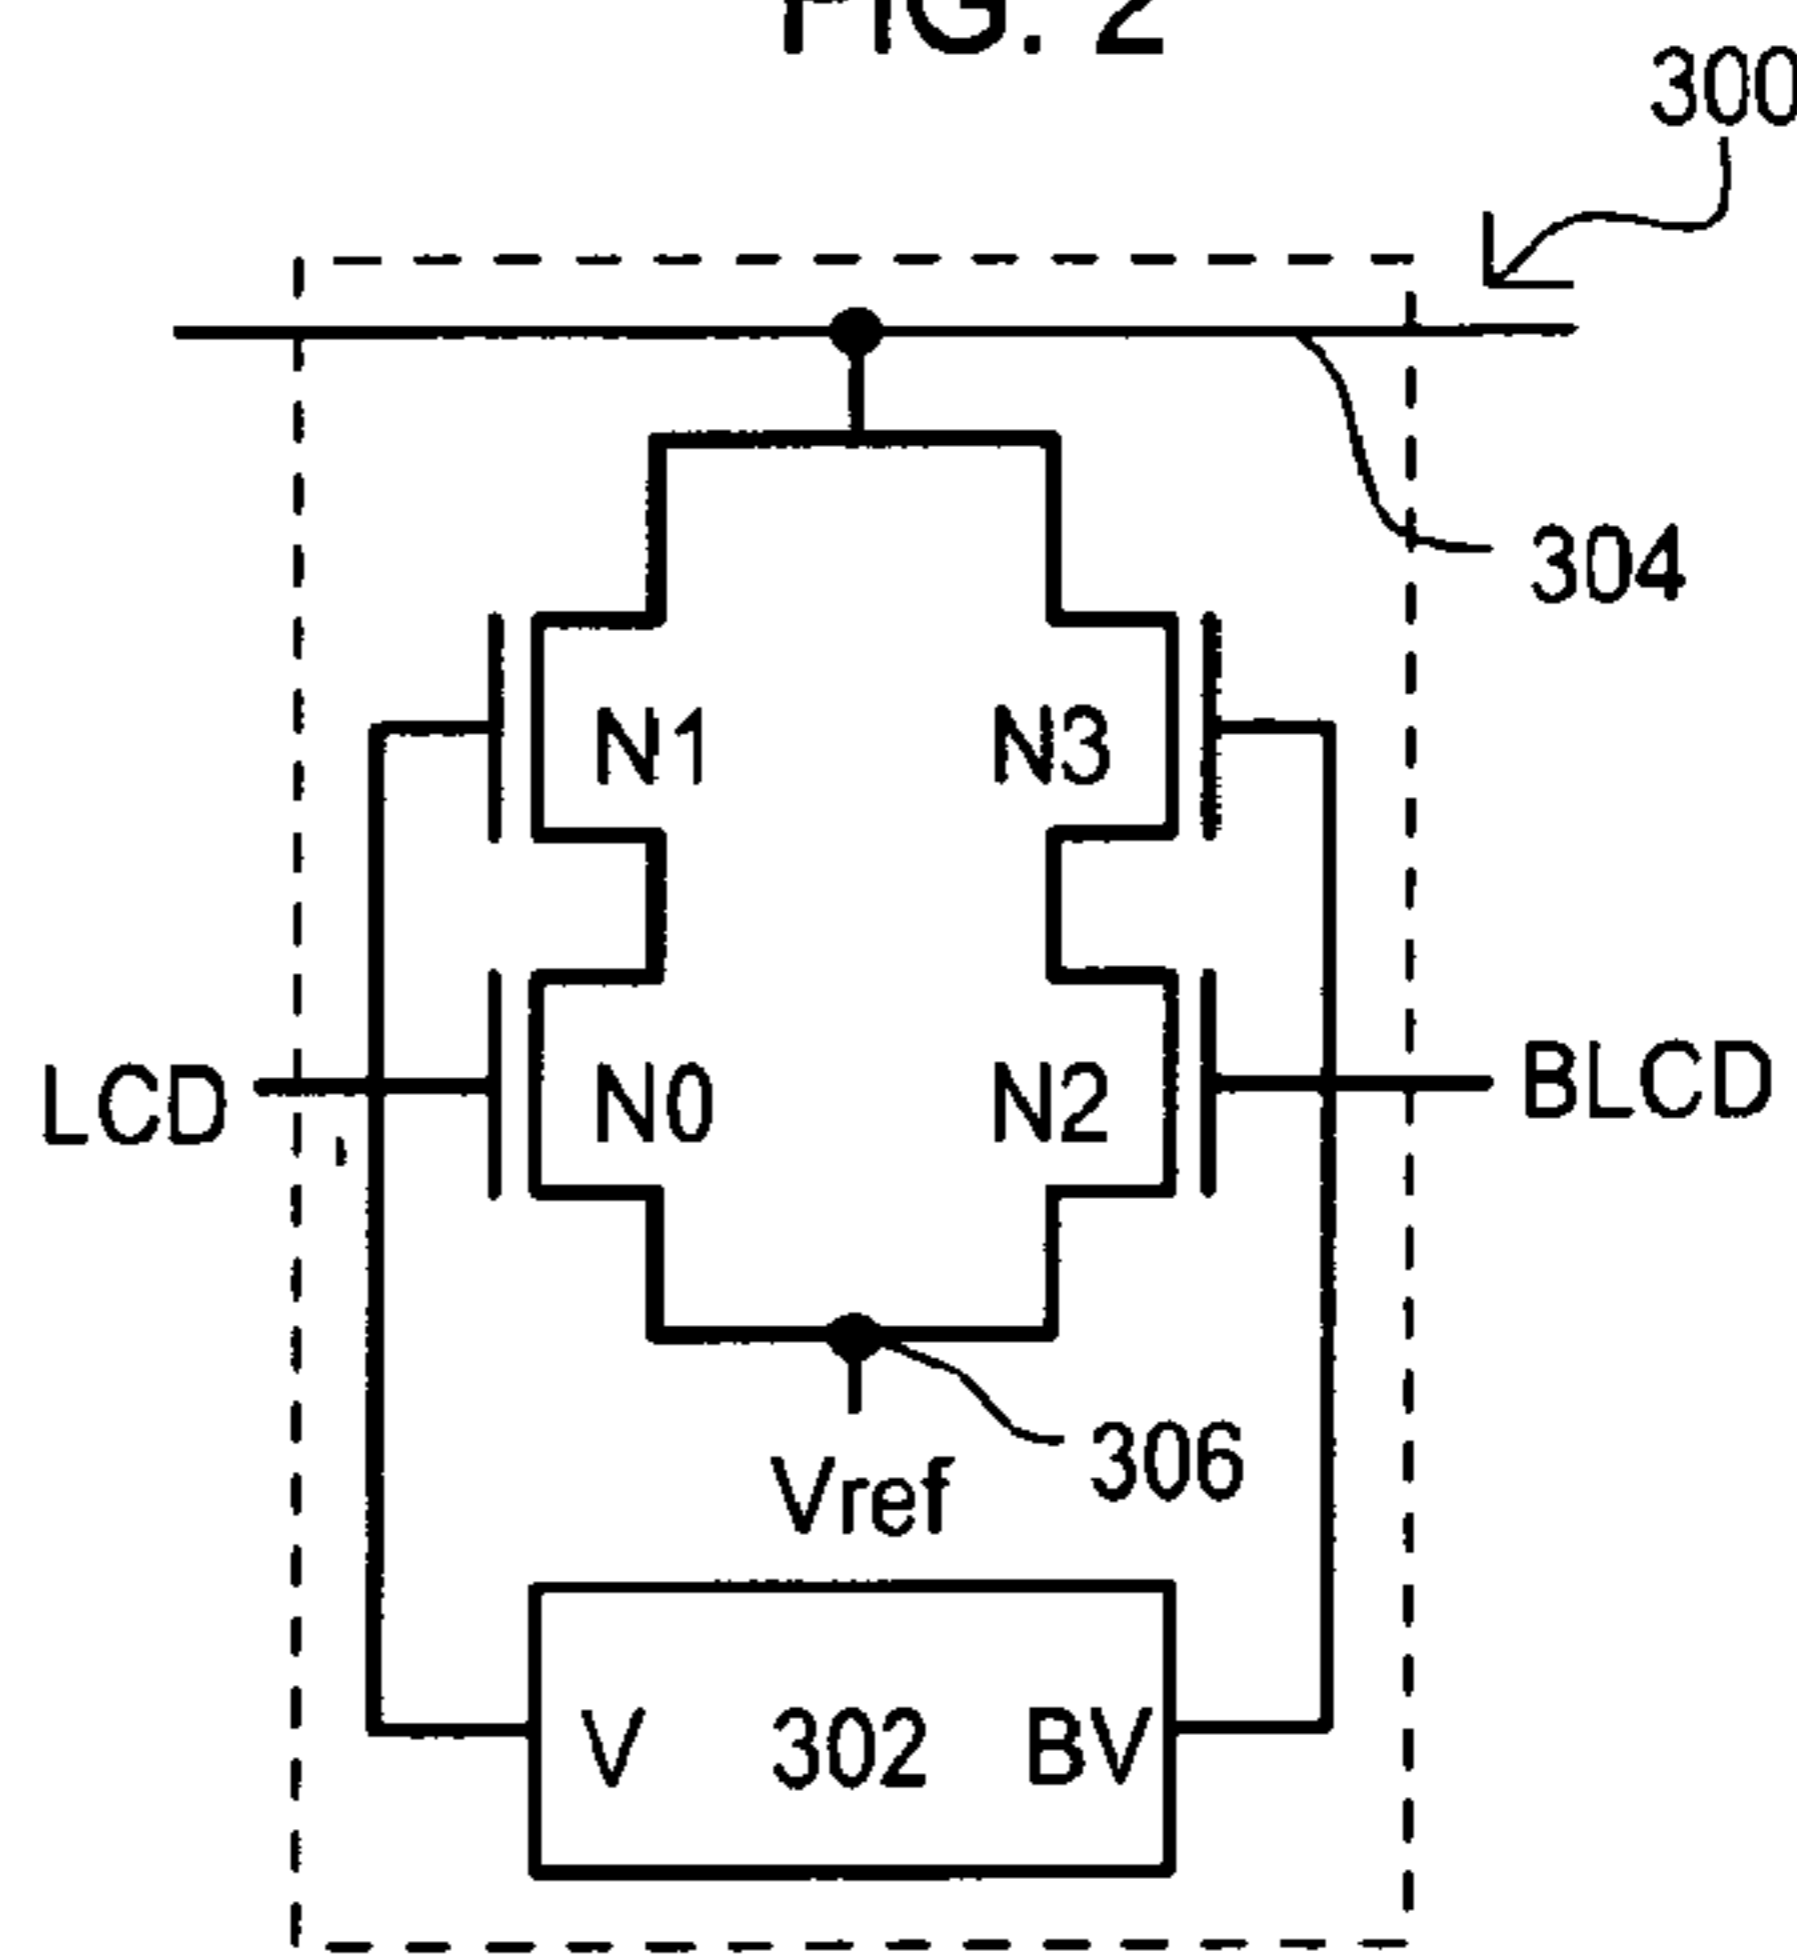 FIG. 2
300
304
N1 N3
LCD N0 N2 BLCD
306
Vref
V 302 BV